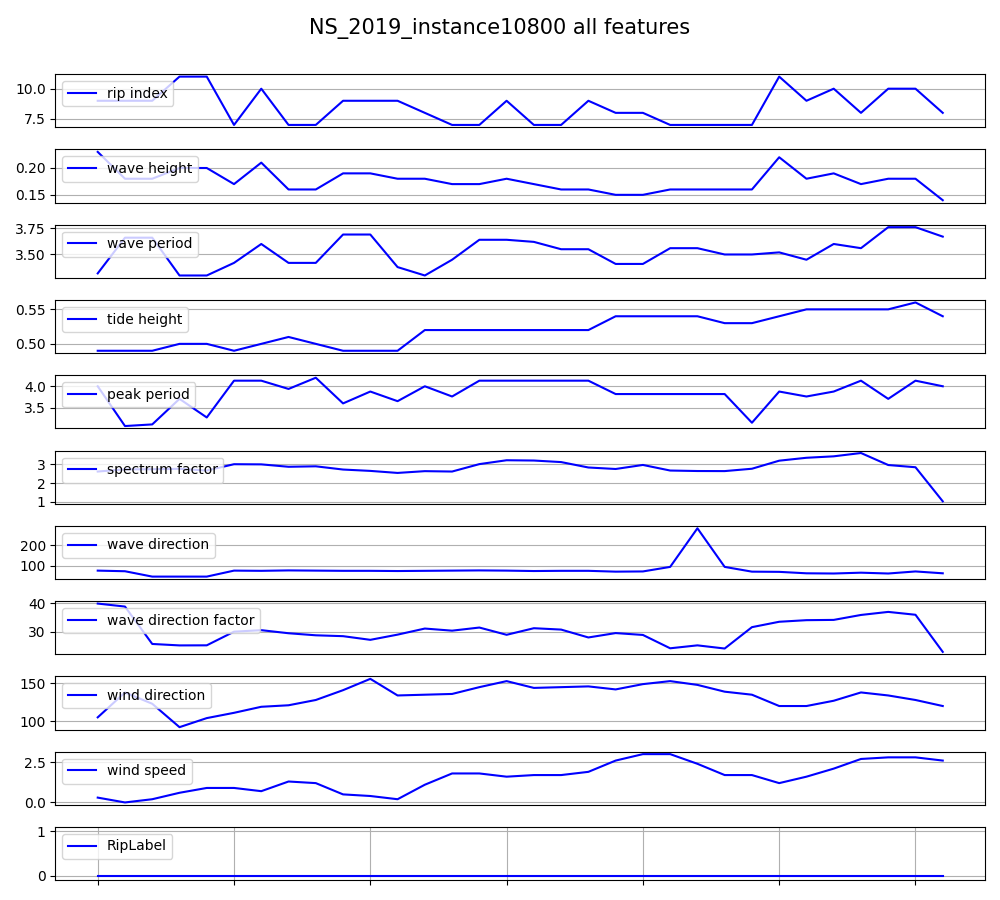 NS_2019_instance10800 all features
10.0
7.5
rip index
0.20
0.15
wave height
3.75
3.50
wave period
0.55
0.50
tide height
4.0
3.5
peak period
3
2
1
spectrum factor
200
100
wave direction
40
30
wave direction factor
150
100
wind direction
2.5
0.0
wind speed
1
0
RipLabel